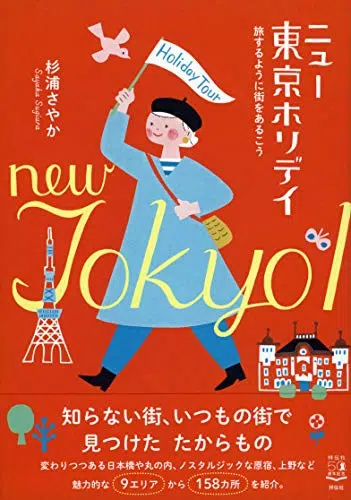 ニュー
東京ホリデイ
旅するように街をあるこう
杉浦さやか
Sayaka Sugiura
Holiday Tour
new
Tokyo!
知らない街、いつもの街で
見つけた たからもの
変わりつつある日本橋や丸の内、ノスタルジックな原宿、上野など
魅力的な 9エリア から 158カ所 を紹介。
祥伝社
50
祥伝社